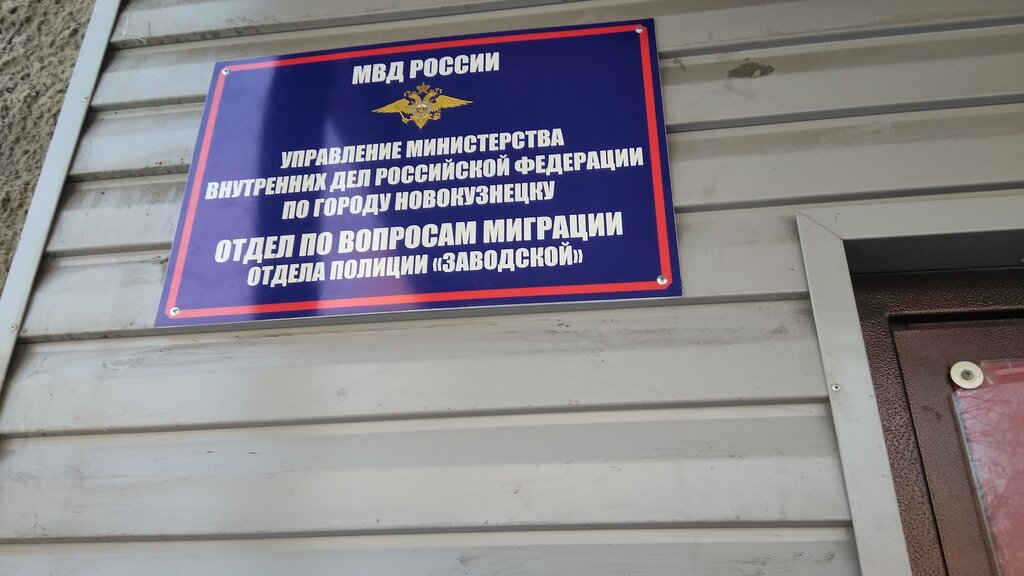 МВД РОССИИ
УПРАВЛЕНИЕ МИНИСТЕРСТВА
ВНУТРЕННИХ ДЕЛ РОССИЙСКОЙ ФЕДЕРАЦИИ
ПО ГОРОДУ НОВОКУЗНЕЦКУ
ОТДЕЛ ПО ВОПРОСАМ МИГРАЦИИ
ОТДЕЛА ПОЛИЦИИ «ЗАВОДСКОЙ»